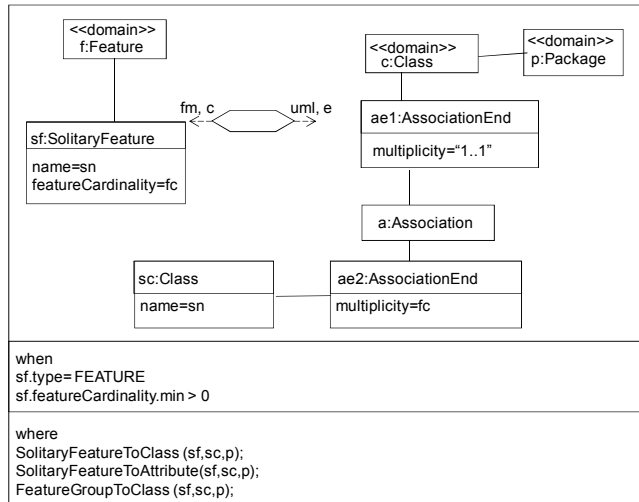 <<domain>>
f:Feature
<<domain>>
c:Class
<<domain>>
p:Package
fm, c
uml, e
sf:SolitaryFeature
name=sn
featureCardinality=fc
ae1:AssociationEnd
multiplicity=“1..1”
a:Association
sc:Class
name=sn
ae2:AssociationEnd
multiplicity=fc
when
sf.type= FEATURE
sf.featureCardinality.min > 0
where
SolitaryFeatureToClass (sf,sc,p);
SolitaryFeatureToAttribute(sf,sc,p);
FeatureGroupToClass (sf,sc,p);